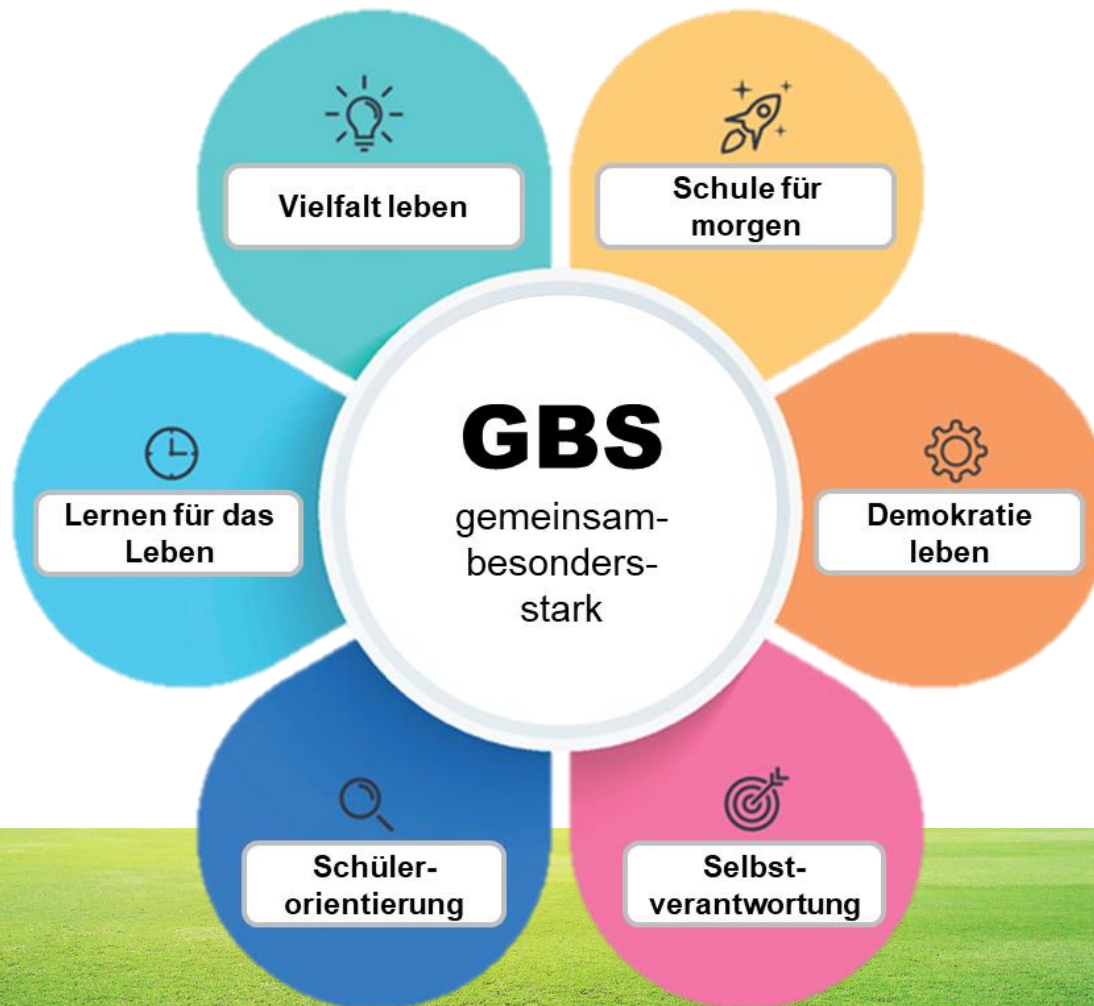 Vielfalt leben
Schule für
morgen
GBS
gemeinsam-
besonders-
stark
Lernen für das
Leben
Demokratie
leben
Schüler-
orientierung
Selbst-
verantwortung